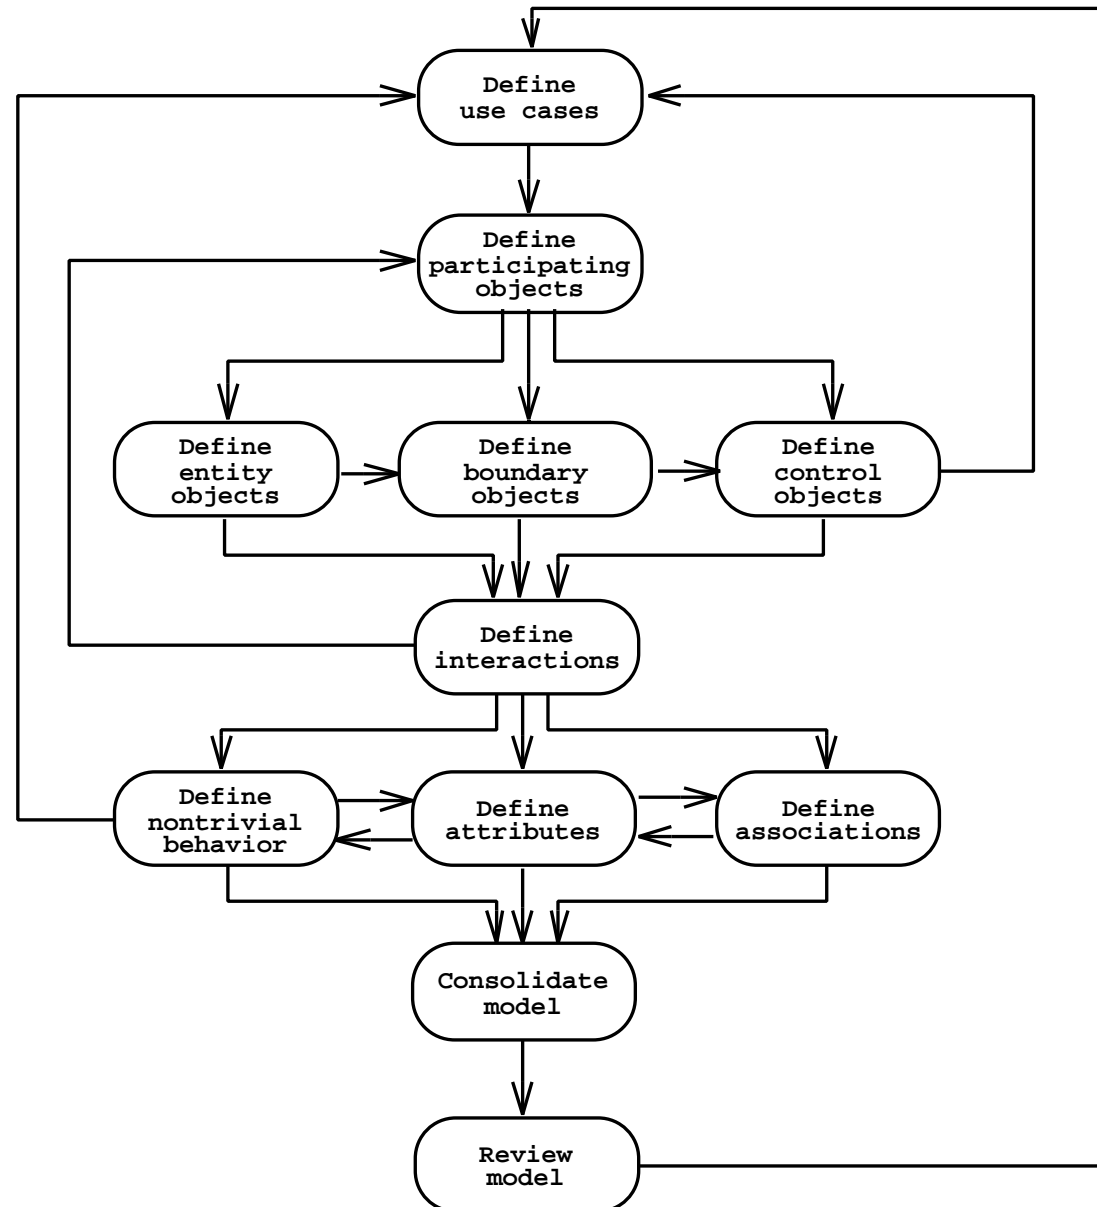 Define
use cases
Define
participating
objects
Define
entity
objects
Define
boundary
objects
Define
control
objects
Define
interactions
Define
nontrivial
behavior
Define
attributes
Define
associations
Consolidate
model
Review
model